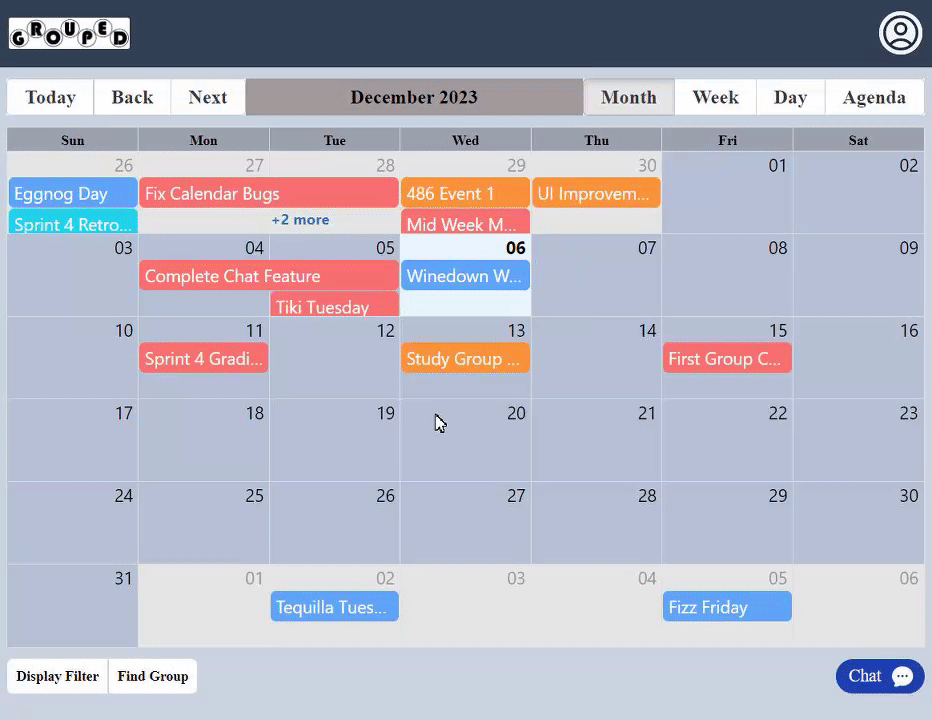 GROUPED
Today Back Next December 2023 Month Week Day Agenda
Sun Mon Tue Wed Thu Fri Sat
26 27 28 29 30 01 02
Eggnog Day Fix Calendar Bugs 486 Event 1 UI Improvem...
Sprint 4 Retro... +2 more Mid Week M...
03 04 05 06 07 08 09
Complete Chat Feature Winedown W...
Tiki Tuesday
10 11 12 13 14 15 16
Sprint 4 Gradi... Study Group ... First Group C...
17 18 19 20 21 22 23
24 25 26 27 28 29 30
31 01 02 03 04 05 06
Tequilla Tues... Fizz Friday
Display Filter Find Group Chat